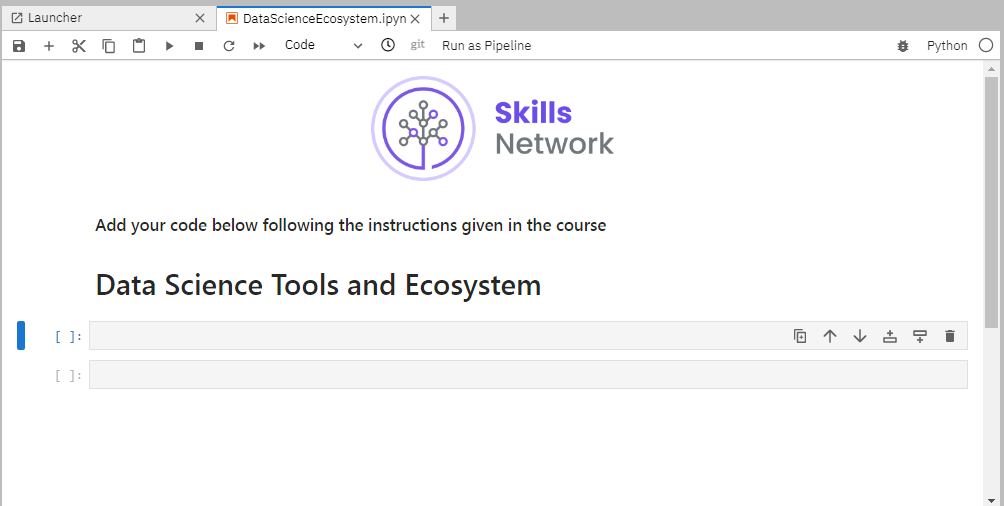 Launcher
DataScienceEcosystem.ipyn
Code
git
Run as Pipeline
Python
Skills
Network
Add your code below following the instructions given in the course
Data Science Tools and Ecosystem
[ ]:
[ ]: